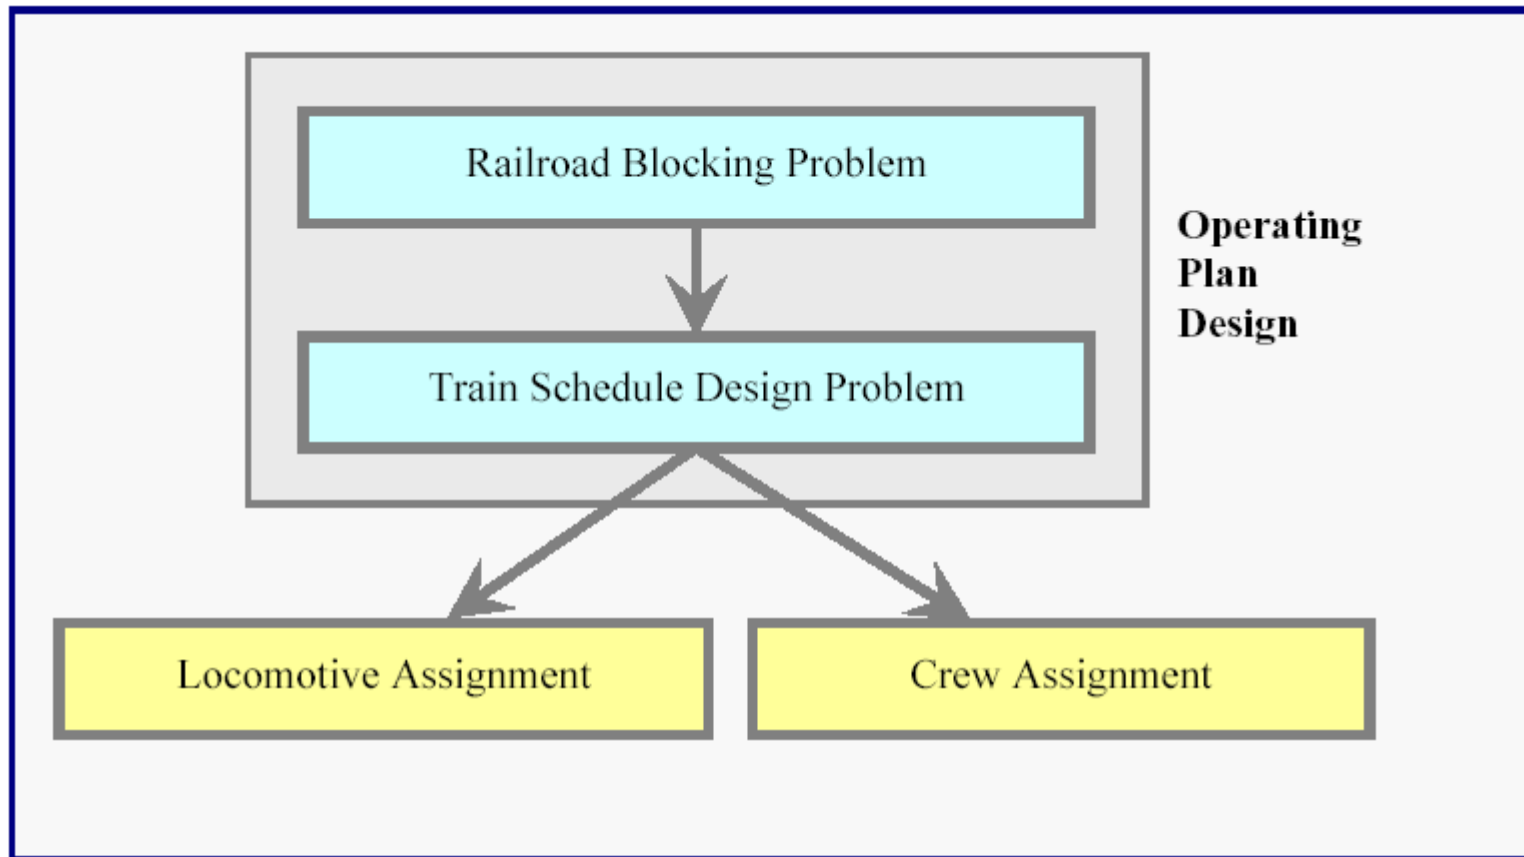 Railroad Blocking Problem
Operating
Plan
Design
Train Schedule Design Problem
Locomotive Assignment
Crew Assignment